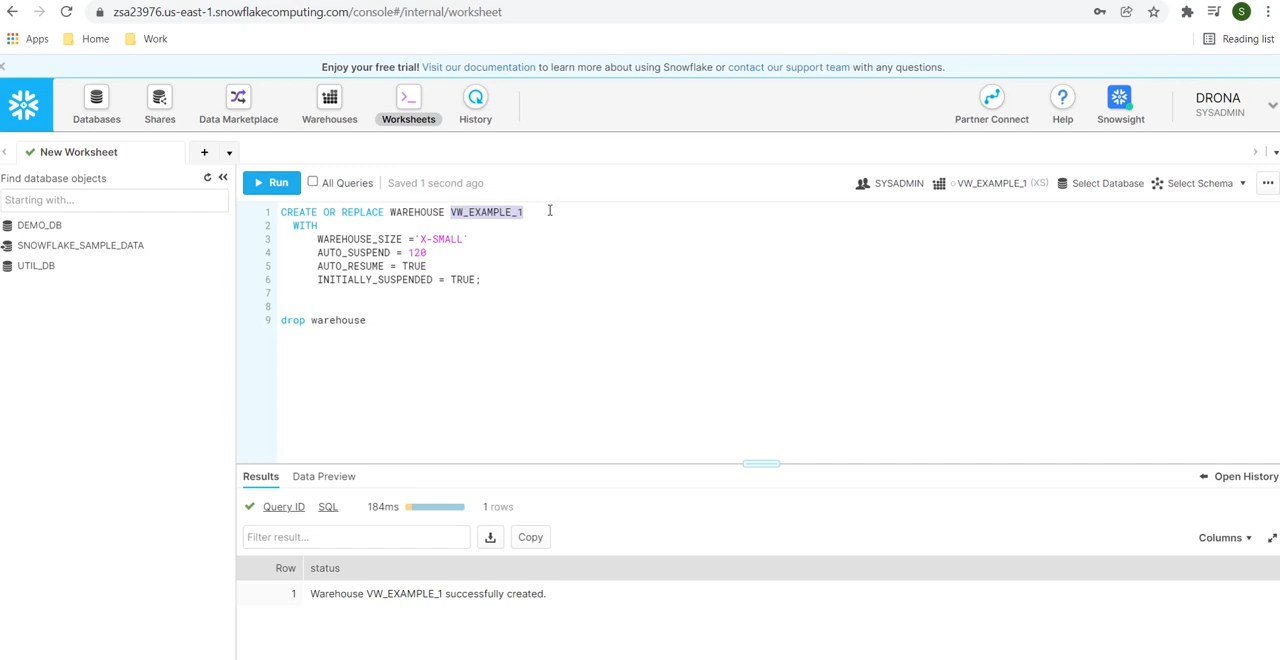 zsa23976.us-east-1.snowflakecomputing.com/console#/internal/worksheet
S
Apps Home Work Reading list
Enjoy your free trial! Visit our documentation to learn more about using Snowflake or contact our support team with any questions.
Databases Shares Data Marketplace Warehouses Worksheets History Partner Connect Help Snowsight
DRONA
SYSADMIN
New Worksheet
Find database objects
Starting with...
DEMO_DB
SNOWFLAKE_SAMPLE_DATA
UTIL_DB
Run All Queries Saved 1 second ago SYSADMIN VW_EXAMPLE_1 (XS) Select Database Select Schema
1 CREATE OR REPLACE WAREHOUSE VW_EXAMPLE_1
2 WITH
3 WAREHOUSE_SIZE ='X-SMALL'
4 AUTO_SUSPEND = 120
5 AUTO_RESUME = TRUE
6 INITIALLY_SUSPENDED = TRUE;
7
8
9 drop warehouse
Results Data Preview Open History
Query ID SQL 184ms 1 rows
Filter result... Copy Columns
Row status
1 Warehouse VW_EXAMPLE_1 successfully created.